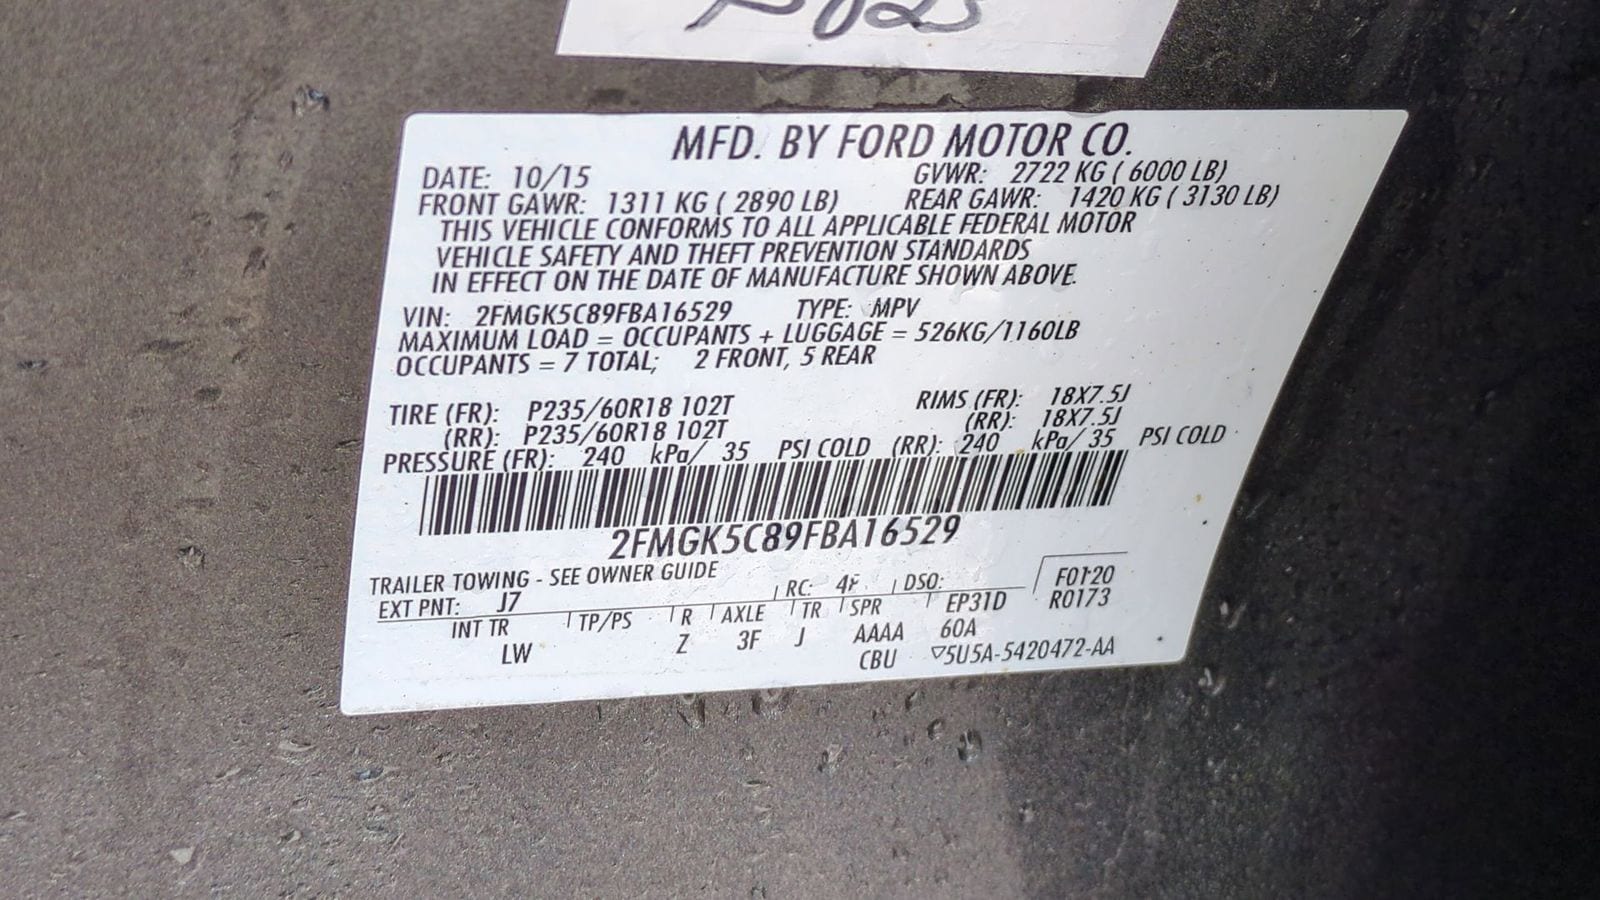 MFD. BY FORD MOTOR CO.
DATE: 10/15 GVWR: 2722 KG ( 6000 LB)
FRONT GAWR: 1311 KG ( 2890 LB) REAR GAWR: 1420 KG ( 3130 LB)
THIS VEHICLE CONFORMS TO ALL APPLICABLE FEDERAL MOTOR
VEHICLE SAFETY AND THEFT PREVENTION STANDARDS
IN EFFECT ON THE DATE OF MANUFACTURE SHOWN ABOVE.
VIN: 2FMGK5C89FBA16529 TYPE: MPV
MAXIMUM LOAD = OCCUPANTS + LUGGAGE = 526KG/1160LB
OCCUPANTS = 7 TOTAL; 2 FRONT, 5 REAR
TIRE (FR): P235/60R18 102T RIMS (FR): 18X7.5J
(RR): P235/60R18 102T (RR): 18X7.5J
PRESSURE (FR): 240 kPa/ 35 PSI COLD (RR): 240 kPa/ 35 PSI COLD
2FMGK5C89FBA16529
TRAILER TOWING - SEE OWNER GUIDE
EXT PNT: J7 RC: DSO: F0120
INT TR TP/PS R AXLE TR SPR EP31D R0173
LW Z 3F J AAAA 60A
CBU ▽5U5A-5420472-AA